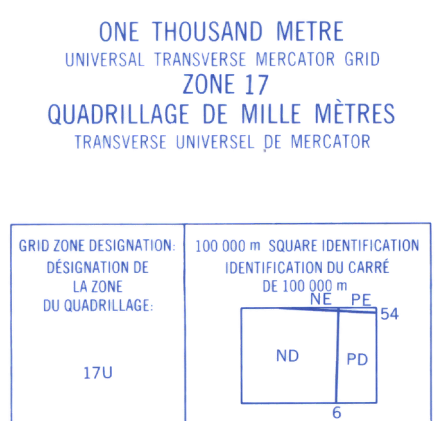 ONE THOUSAND METRE
UNIVERSAL TRANSVERSE MERCATOR GRID
ZONE 17
QUADRILLAGE DE MILLE MÈTRES
TRANSVERSE UNIVERSEL DE MERCATOR
GRID ZONE DESIGNATION:
DÉSIGNATION DE
LA ZONE
DU QUADRILLAGE:
17U
100 000 m SQUARE IDENTIFICATION
IDENTIFICATION DU CARRÉ
DE 100 000 m
NE PE
54
ND PD
6